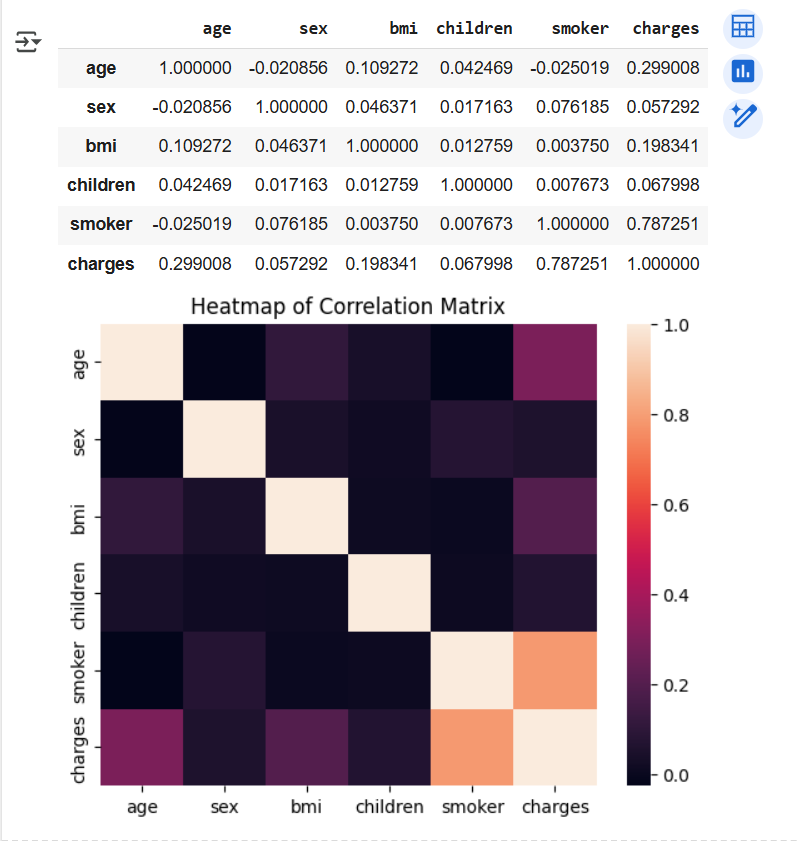 age sex bmi children smoker charges
age 1.000000 -0.020856 0.109272 0.042469 -0.025019 0.299008
sex -0.020856 1.000000 0.046371 0.017163 0.076185 0.057292
bmi 0.109272 0.046371 1.000000 0.012759 0.003750 0.198341
children 0.042469 0.017163 0.012759 1.000000 0.007673 0.067998
smoker -0.025019 0.076185 0.003750 0.007673 1.000000 0.787251
charges 0.299008 0.057292 0.198341 0.067998 0.787251 1.000000
Heatmap of Correlation Matrix
age
sex
bmi
children
smoker
charges
age sex bmi children smoker charges
1.0
0.8
0.6
0.4
0.2
0.0